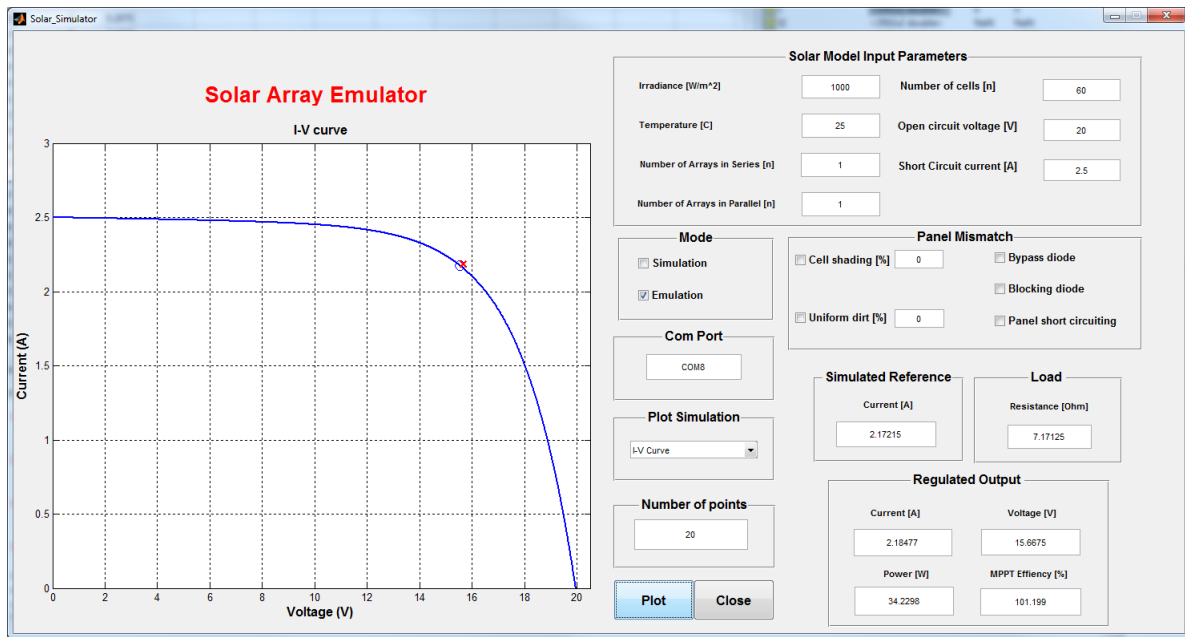 Solar_Simulator
Solar Array Emulator
I-V curve
3
2.5
2
1.5
1
0.5
0
Current (A)
0 2 4 6 8 10 12 14 16 18 20
Voltage (V)
Solar Model Input Parameters
Irradiance [W/m^2] 1000 Number of cells [n] 60
Temperature [C] 25 Open circuit voltage [V] 20
Number of Arrays in Series [n] 1 Short Circuit current [A] 2.5
Number of Arrays in Parallel [n] 1
Mode
Simulation
Emulation
Panel Mismatch
Cell shading [%] 0 Bypass diode
Blocking diode
Uniform dirt [%] 0 Panel short circuiting
Com Port
COM8
Simulated Reference
Current [A]
2.17215
Load
Resistance [Ohm]
7.17125
Plot Simulation
I-V Curve
Number of points
20
Regulated Output
Current [A] Voltage [V]
2.18477 15.6675
Power [W] MPPT Effiency [%]
34.2298 101.199
Plot Close